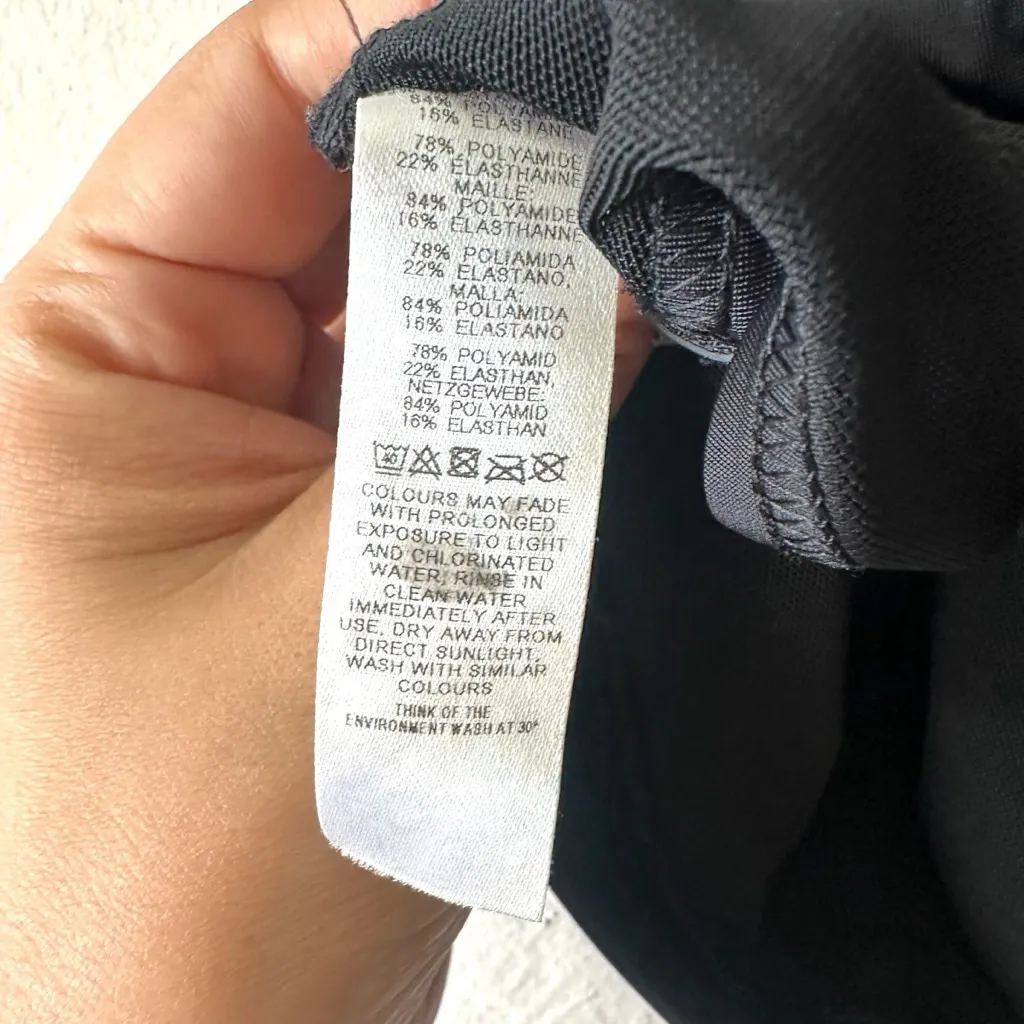 84%
16% ELASTANE
78% POLYAMIDE
22% ELASTHANNE
MAILLE:
84% POLYAMIDE
16% ELASTHANNE
78% POLIAMIDA
22% ELASTANO,
MALLA:
84% POLIAMIDA
16% ELASTANO
78% POLYAMID
22% ELASTHAN,
NETZGEWEBE:
84% POLYAMID
16% ELASTHAN
40
COLOURS MAY FADE
WITH PROLONGED
EXPOSURE TO LIGHT
AND CHLORINATED
WATER, RINSE IN
CLEAN WATER
IMMEDIATELY AFTER
USE, DRY AWAY FROM
DIRECT SUNLIGHT,
WASH WITH SIMILAR
COLOURS
THINK OF THE
ENVIRONMENT WASH AT 30°